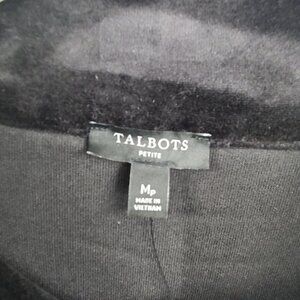 TALBOTS
PETITE
MP
MADE IN
VIETNAM